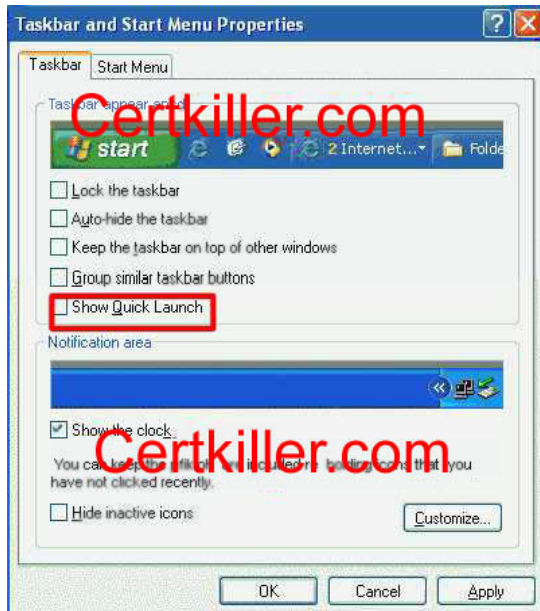 Taskbar and Start Menu Properties
Taskbar Start Menu
Certkiller.com
start 2 Internet... Folde
Lock the taskbar
Auto-hide the taskbar
Keep the taskbar on top of other windows
Group similar taskbar buttons
Show Quick Launch
Notification area
Show the clock
Certkiller.com
You can keep the
that you
have not clicked recently.
Hide inactive icons
Customize...
OK Cancel Apply